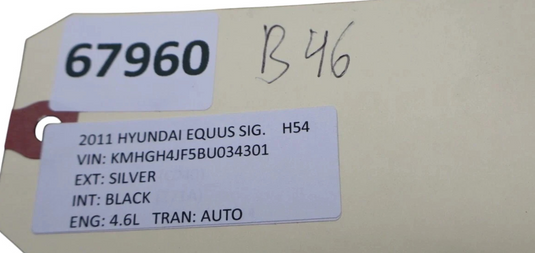 67960
B 46
2011 HYUNDAI EQUUS SIG. H54
VIN: KMHGH4JF5BU034301
EXT: SILVER
INT: BLACK
ENG: 4.6L TRAN: AUTO